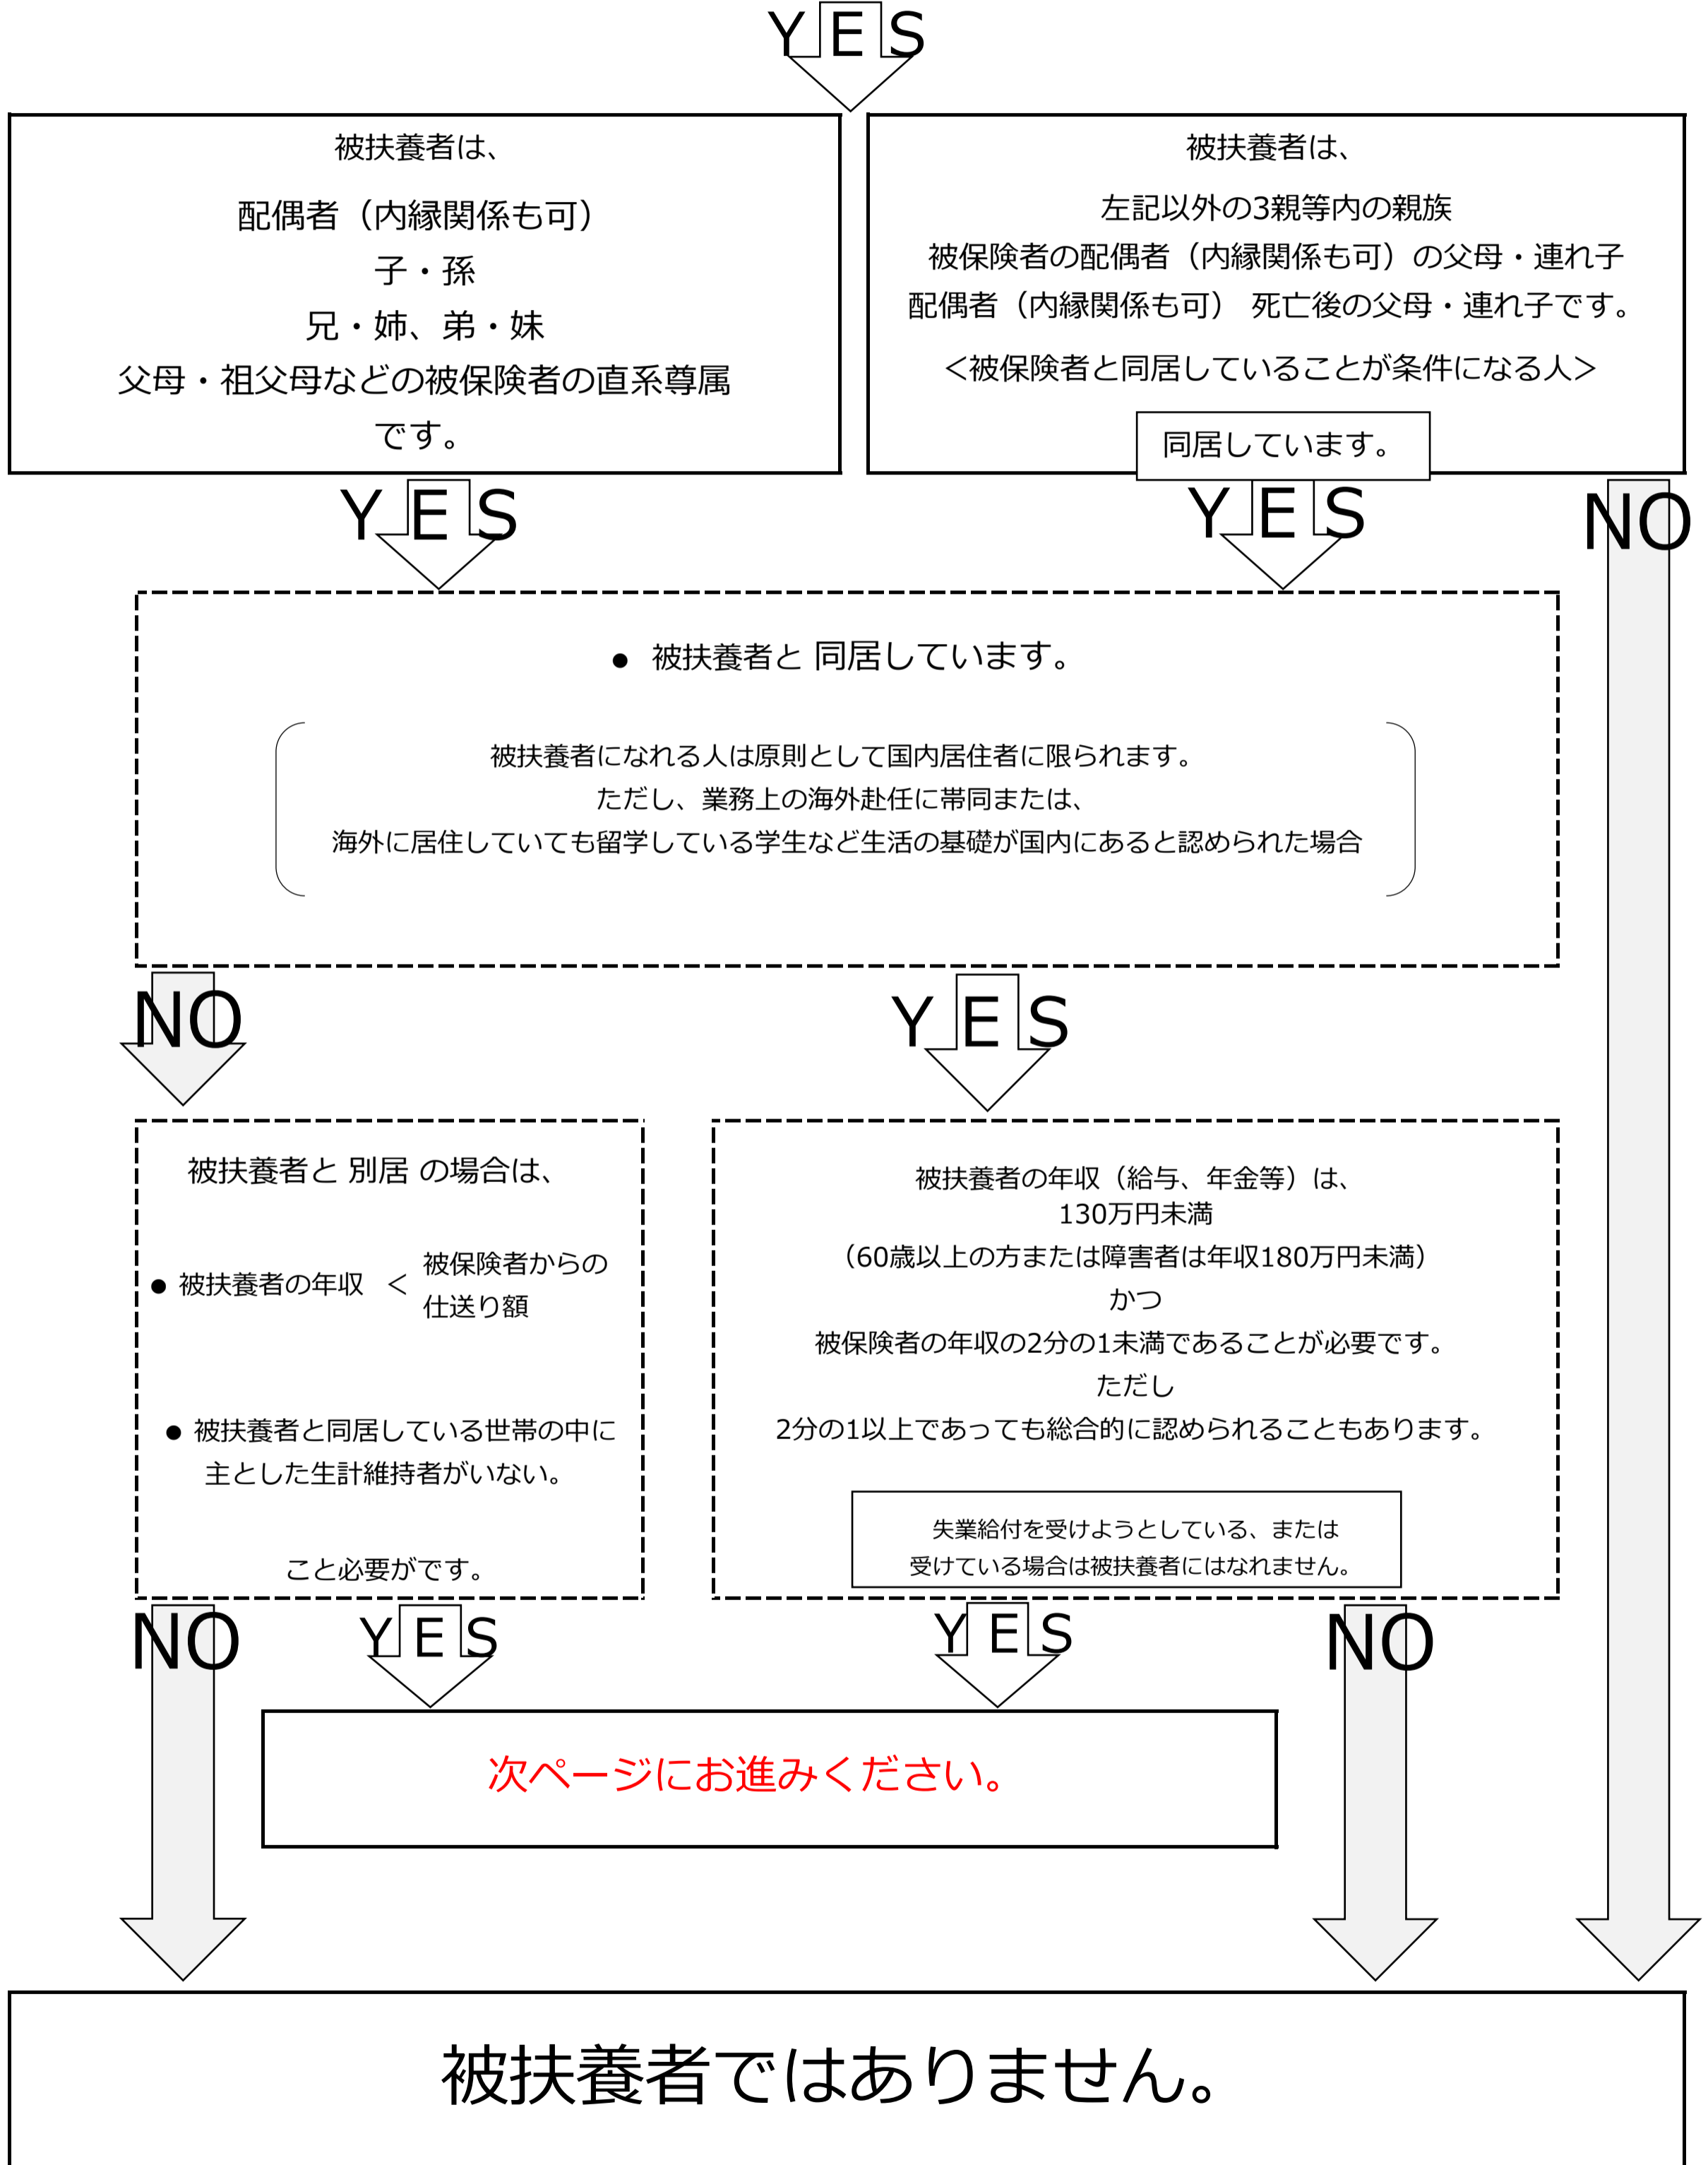 YES
被扶養者は、
配偶者（内縁関係も可）
子・孫
兄・姉、弟・妹
父母・祖父母などの被保険者の直系尊属
です。
被扶養者は、
左記以外の3親等内の親族
被保険者の配偶者（内縁関係も可）の父母・連れ子
配偶者（内縁関係も可） 死亡後の父母・連れ子です。
＜被保険者と同居していることが条件になる人＞
同居しています。
YES
YES
NO
● 被扶養者と 同居しています。
被扶養者になれる人は原則として国内居住者に限られます。
ただし、業務上の海外赴任に帯同または、
海外に居住していても留学している学生など生活の基礎が国内にあると認められた場合
NO
YES
被扶養者と 別居 の場合は、
● 被扶養者の年収 ＜ 被保険者からの
仕送り額
● 被扶養者と同居している世帯の中に
主とした生計維持者がいない。
こと必要がです。
被扶養者の年収（給与、年金等）は、
130万円未満
（60歳以上の方または障害者は年収180万円未満）
かつ
被保険者の年収の2分の1未満であることが必要です。
ただし
2分の1以上であっても総合的に認められることもあります。
失業給付を受けようとしている、または
受けている場合は被扶養者にはなれません。
NO
YES
YES
NO
次ページにお進みください。
被扶養者ではありません。